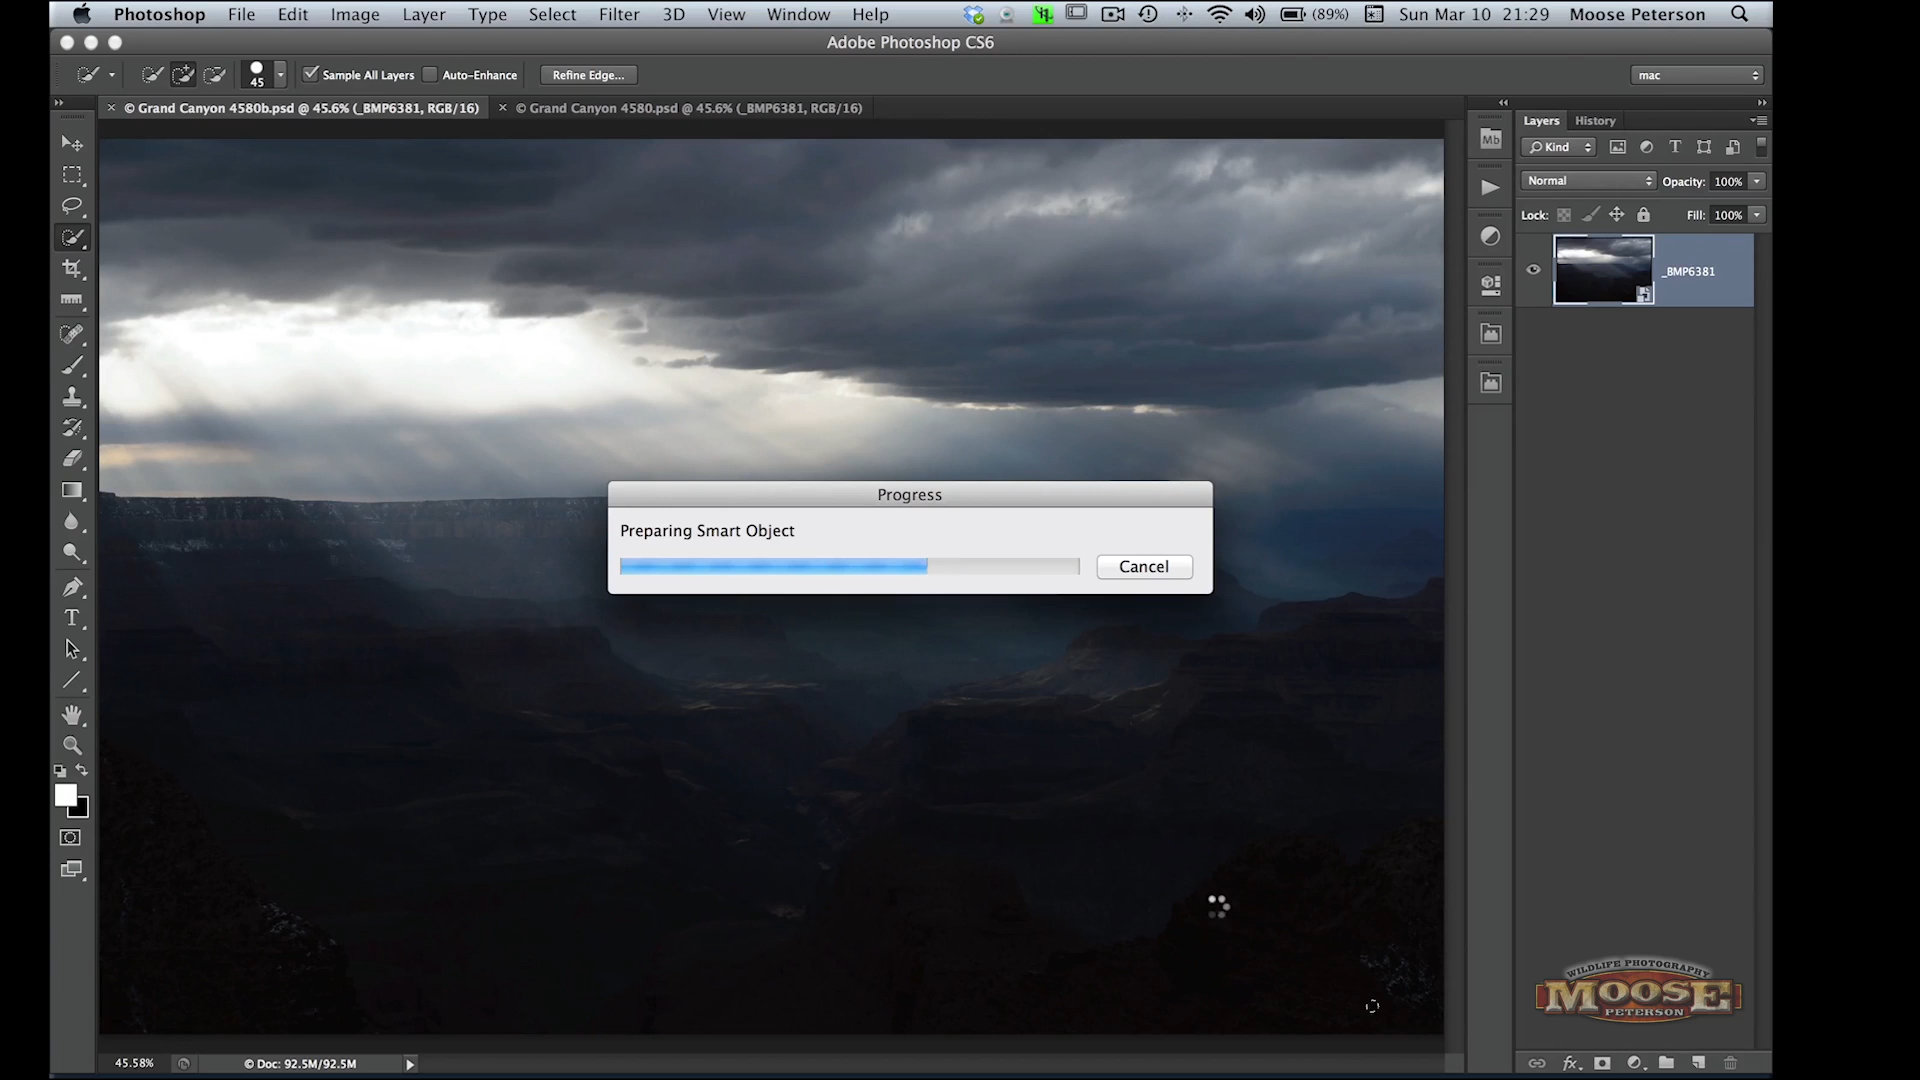 Photoshop File Edit Image Layer Type Select Filter 3D View Window Help (89%) Sun Mar 10 21:29 Moose Peterson
Adobe Photoshop CS6
45 Sample All Layers Auto-Enhance Refine Edge... mac
© Grand Canyon 4580b.psd @ 45.6% (_BMP6381, RGB/16) © Grand Canyon 4580.psd @ 45.6% (_BMP6381, RGB/16)
Layers History
Mb
Kind
Normal Opacity: 100%
Lock: Fill: 100%
_BMP6381
Progress
Preparing Smart Object
Cancel
WILDLIFE PHOTOGRAPHY
MOOSE
PETERSON
45.58% © Doc: 92.5M/92.5M
fx